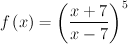 f (x) = ( (x + 7) / (x − 7) )^5